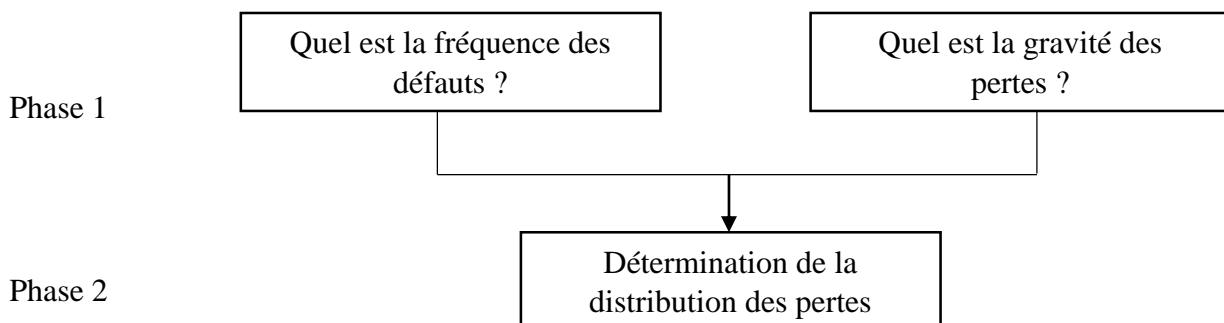 Quel est la fréquence des
défauts ?
Quel est la gravité des
pertes ?
Phase 1
Détermination de la
distribution des pertes
Phase 2